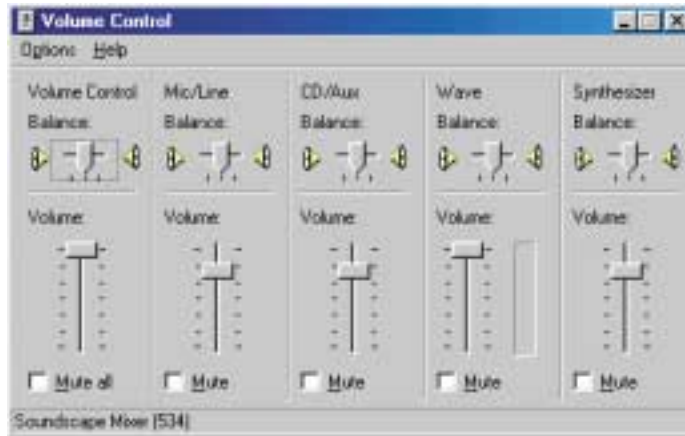 Volume Control
Options Help
Volume Control Mic/Line CD/Aux Wave Synthesizer
Balance: Balance: Balance: Balance: Balance:
Volume: Volume: Volume: Volume: Volume:
Mute all Mute Mute Mute Mute
Soundscape Mixer (534)